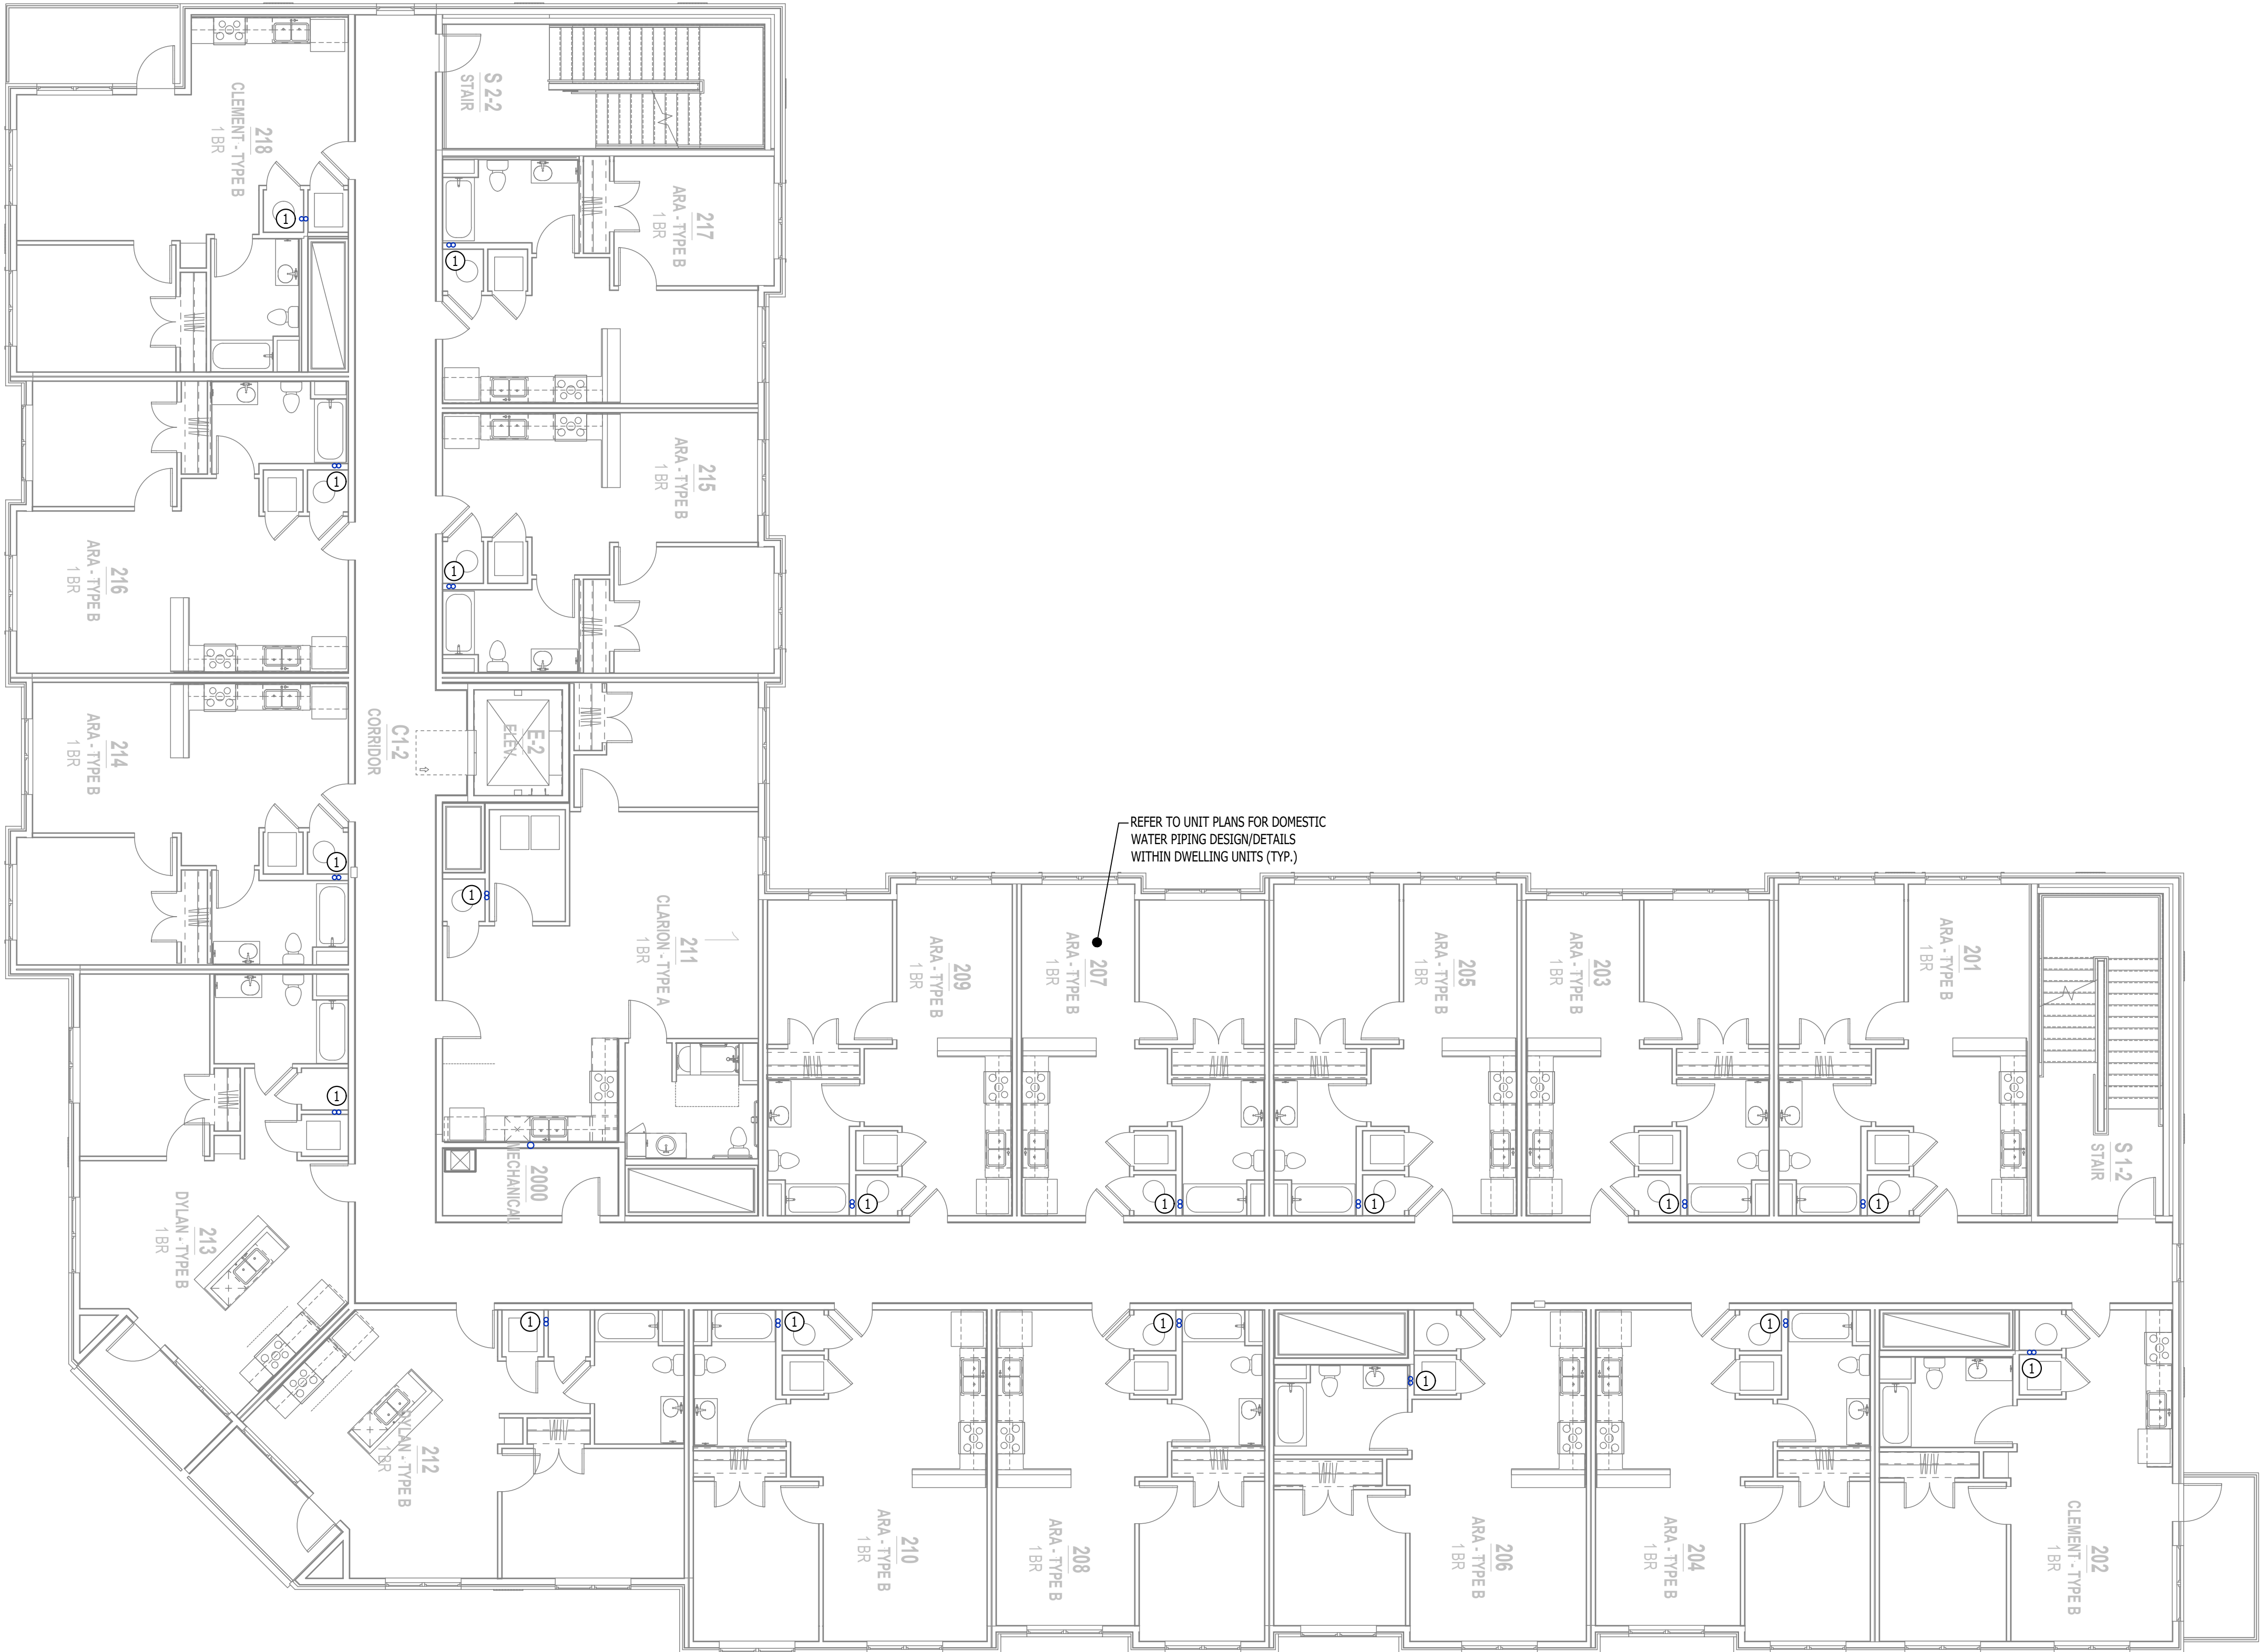 S 2-2
STAIR
218
CLEMENT - TYPE B
1 BR
1
217
ARA - TYPE B
1 BR
1
215
ARA - TYPE B
1 BR
1
1
216
ARA - TYPE B
1 BR
214
ARA - TYPE B
1 BR
1
C1-2
CORRIDOR
E-2
ELEV.
REFER TO UNIT PLANS FOR DOMESTIC
WATER PIPING DESIGN/DETAILS
WITHIN DWELLING UNITS (TYP.)
1
211
CLARION - TYPE A
1 BR
209
ARA - TYPE B
1 BR
207
ARA - TYPE B
1 BR
205
ARA - TYPE B
1 BR
203
ARA - TYPE B
1 BR
201
ARA - TYPE B
1 BR
1
2000
MECHANICAL
S 1-2
STAIR
1
1
1
1
1
213
DYLAN - TYPE B
1 BR
1
1
1
1
1
1
212
DYLAN - TYPE B
1 BR
210
ARA - TYPE B
1 BR
208
ARA - TYPE B
1 BR
206
ARA - TYPE B
1 BR
204
ARA - TYPE B
1 BR
202
CLEMENT - TYPE B
1 BR